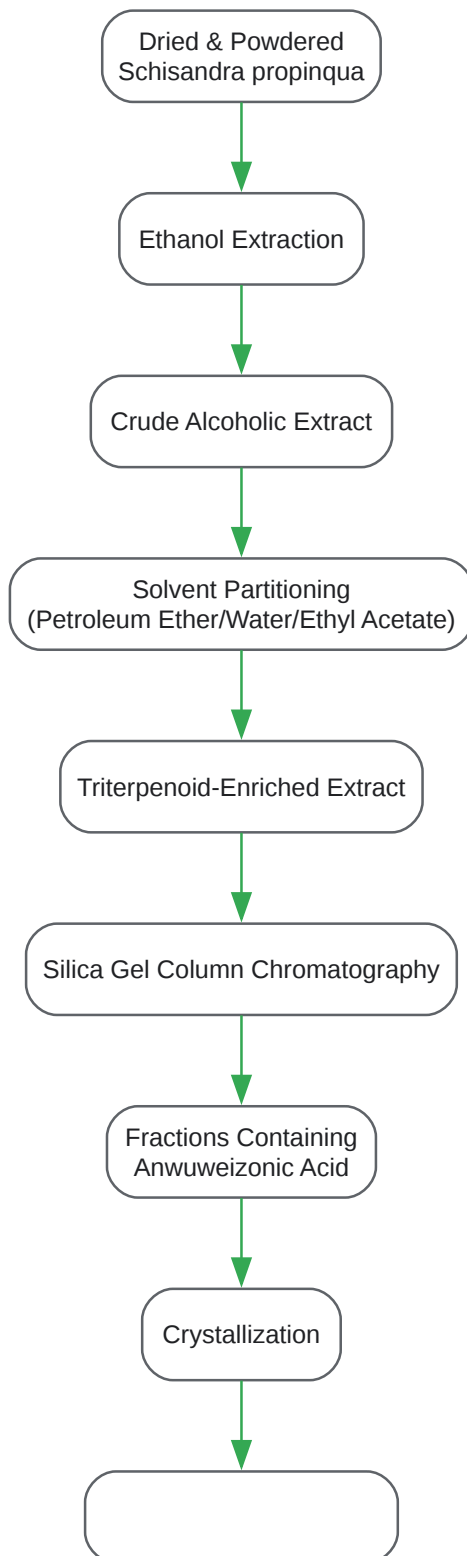 Dried & Powdered
Schisandra propinqua
Ethanol Extraction
Crude Alcoholic Extract
Solvent Partitioning
(Petroleum Ether/Water/Ethyl Acetate)
Triterpenoid-Enriched Extract
Silica Gel Column Chromatography
Fractions Containing
Anwuweizonic Acid
Crystallization